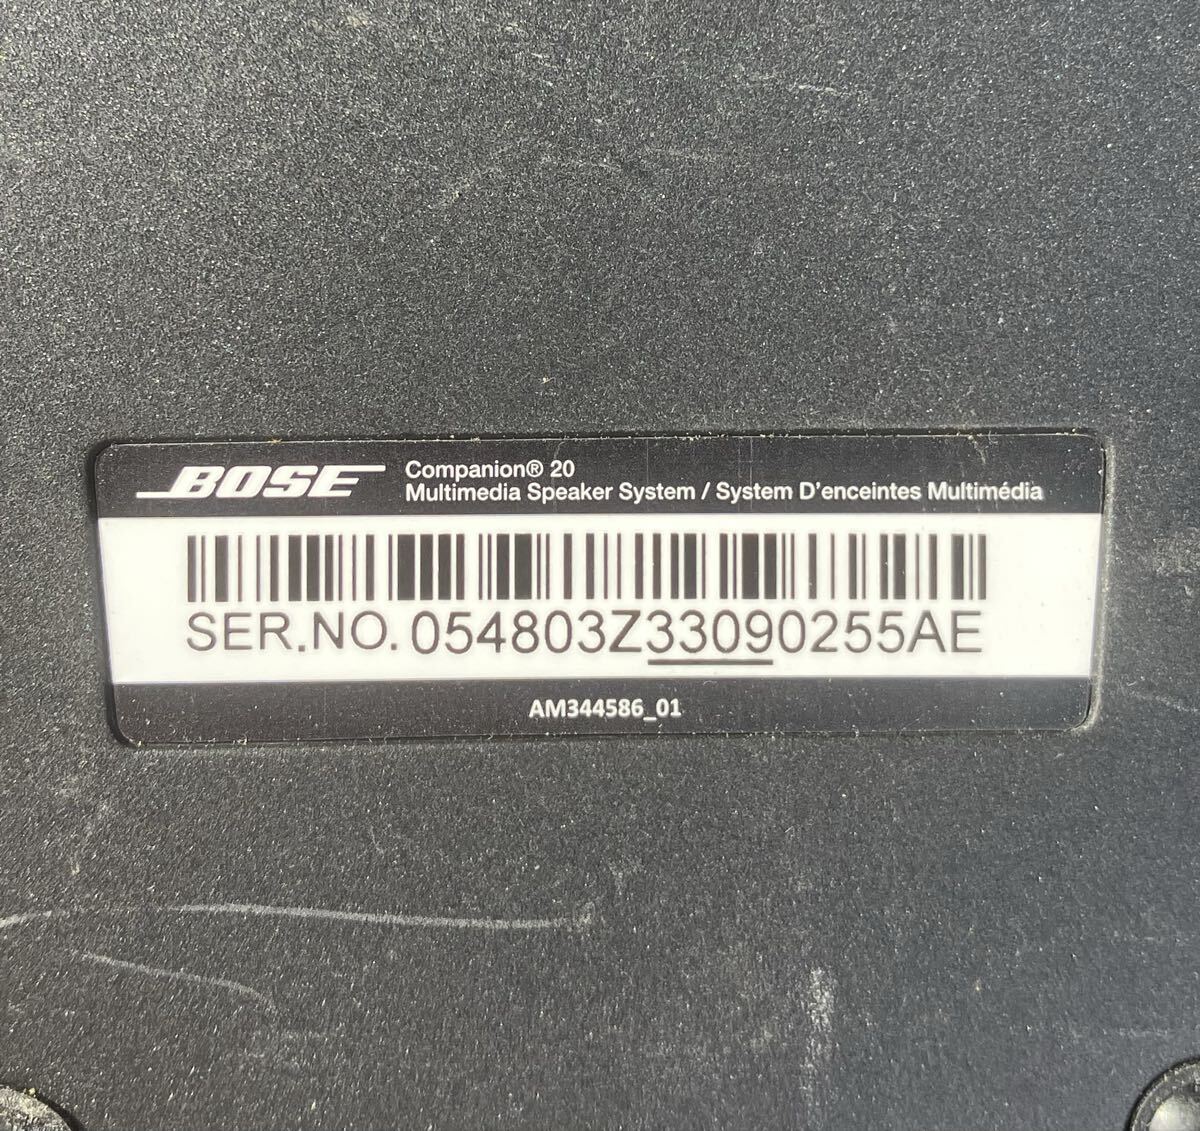 BOSE
Companion® 20
Multimedia Speaker System / System D'enceintes Multimédia
SER.NO. 054803Z33090255AE
AM344586_01